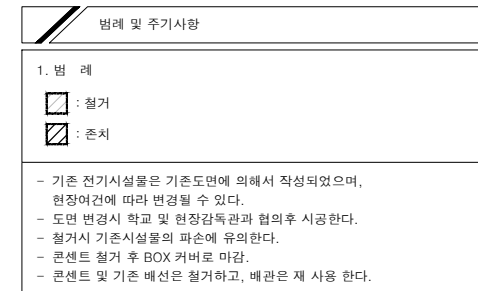 범례 및 주기사항
1. 범 례
: 철거
: 존치
- 기존 전기시설물은 기존도면에 의해서 작성되었으며,
현장여건에 따라 변경될 수 있다.
- 도면 변경시 학교 및 현장감독관과 협의후 시공한다.
- 철거시 기존시설물의 파손에 유의한다.
- 콘센트 철거 후 BOX 커버로 마감.
- 콘센트 및 기존 배선은 철거하고, 배관은 재 사용 한다.